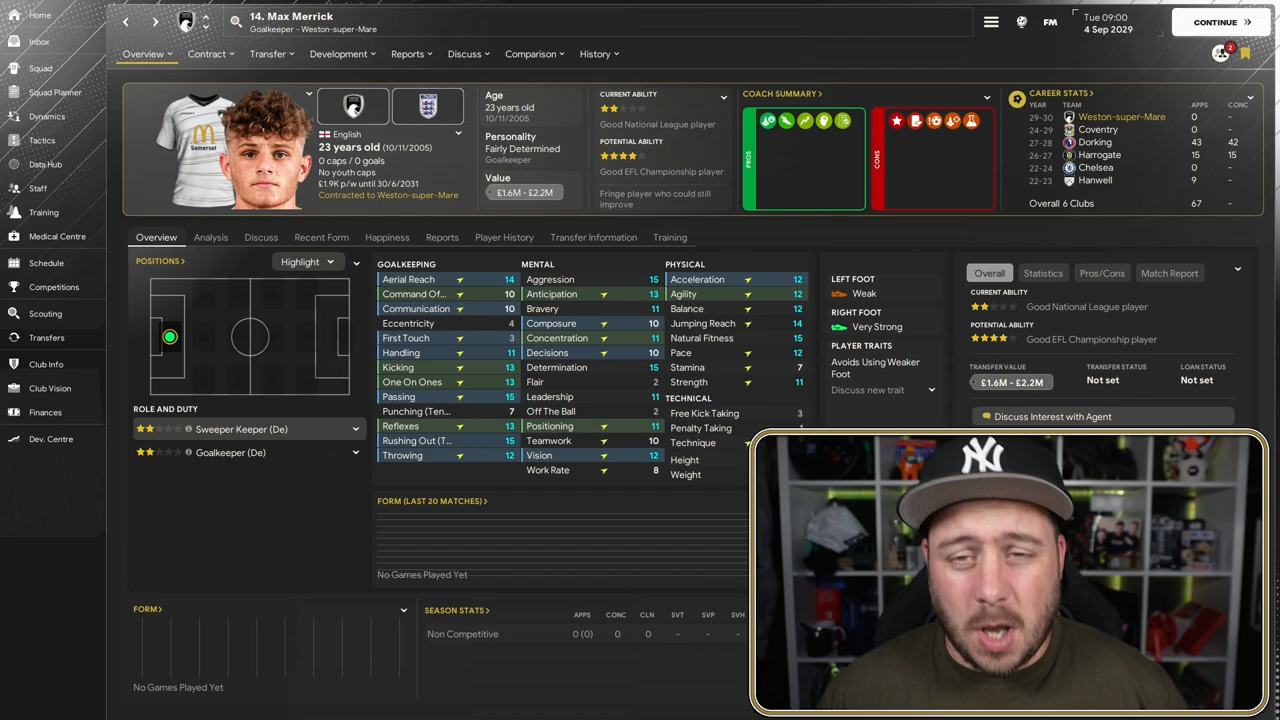 Home
Inbox
Squad
Squad Planner
Dynamics
Tactics
Data Hub
Staff
Training
Medical Centre
Schedule
Competitions
Scouting
Transfers
Club Info
Club Vision
Finances
Dev. Centre
14. Max Merrick
Goalkeeper - Weston-super-Mare
FM
Tue 09:00
4 Sep 2029
CONTINUE
Overview
Contract
Transfer
Development
Reports
Discuss
Comparison
History
2
McDonald's
Somerset
English
23 years old (10/11/2005)
0 caps / 0 goals
No youth caps
£1.9K p/w until 30/6/2031
Contracted to Weston-super-Mare
Age
23 years old
10/11/2005
Personality
Fairly Determined
Goalkeeper
Value
£1.6M - £2.2M
CURRENT ABILITY
Good National League player
POTENTIAL ABILITY
Good EFL Championship player
Fringe player who could still
improve
COACH SUMMARY >
PROS
CONS
CAREER STATS >
YEAR TEAM APPS CONC
29-30 Weston-super-Mare 0 -
24-29 Coventry 0 -
27-28 Dorking 43 42
26-27 Harrogate 15 15
22-24 Chelsea 0 -
22-23 Hanwell 9 -
Overall 6 Clubs 67 -
Overview Analysis Discuss Recent Form Happiness Reports Player History Transfer Information Training
POSITIONS >
Highlight
ROLE AND DUTY
Sweeper Keeper (De)
Goalkeeper (De)
GOALKEEPING
Aerial Reach 14
Command Of... 10
Communication 10
Eccentricity 4
First Touch 3
Handling 11
Kicking 13
One On Ones 13
Passing 15
Punching (Ten... 7
Reflexes 13
Rushing Out (T... 15
Throwing 12
MENTAL
Aggression 15
Anticipation 13
Bravery 11
Composure 10
Concentration 11
Decisions 10
Determination 15
Flair 2
Leadership 11
Off The Ball 2
Positioning 11
Teamwork 10
Vision 12
Work Rate 8
PHYSICAL
Acceleration 12
Agility 12
Balance 12
Jumping Reach 14
Natural Fitness 15
Pace 12
Stamina 7
Strength 11
TECHNICAL
Free Kick Taking 3
Penalty Taking
Technique
Height
Weight
LEFT FOOT
Weak
RIGHT FOOT
Very Strong
PLAYER TRAITS
Avoids Using Weaker
Foot
Discuss new trait
Overall Statistics Pros/Cons Match Report
CURRENT ABILITY
Good National League player
POTENTIAL ABILITY
Good EFL Championship player
TRANSFER VALUE
£1.6M - £2.2M
TRANSFER STATUS
Not set
LOAN STATUS
Not set
Discuss Interest with Agent
FORM (LAST 20 MATCHES) >
No Games Played Yet
FORM >
No Games Played Yet
SEASON STATS >
APPS CONC CLN SVT SVP SVH
Non Competitive 0 (0) 0 0 - - -
NY